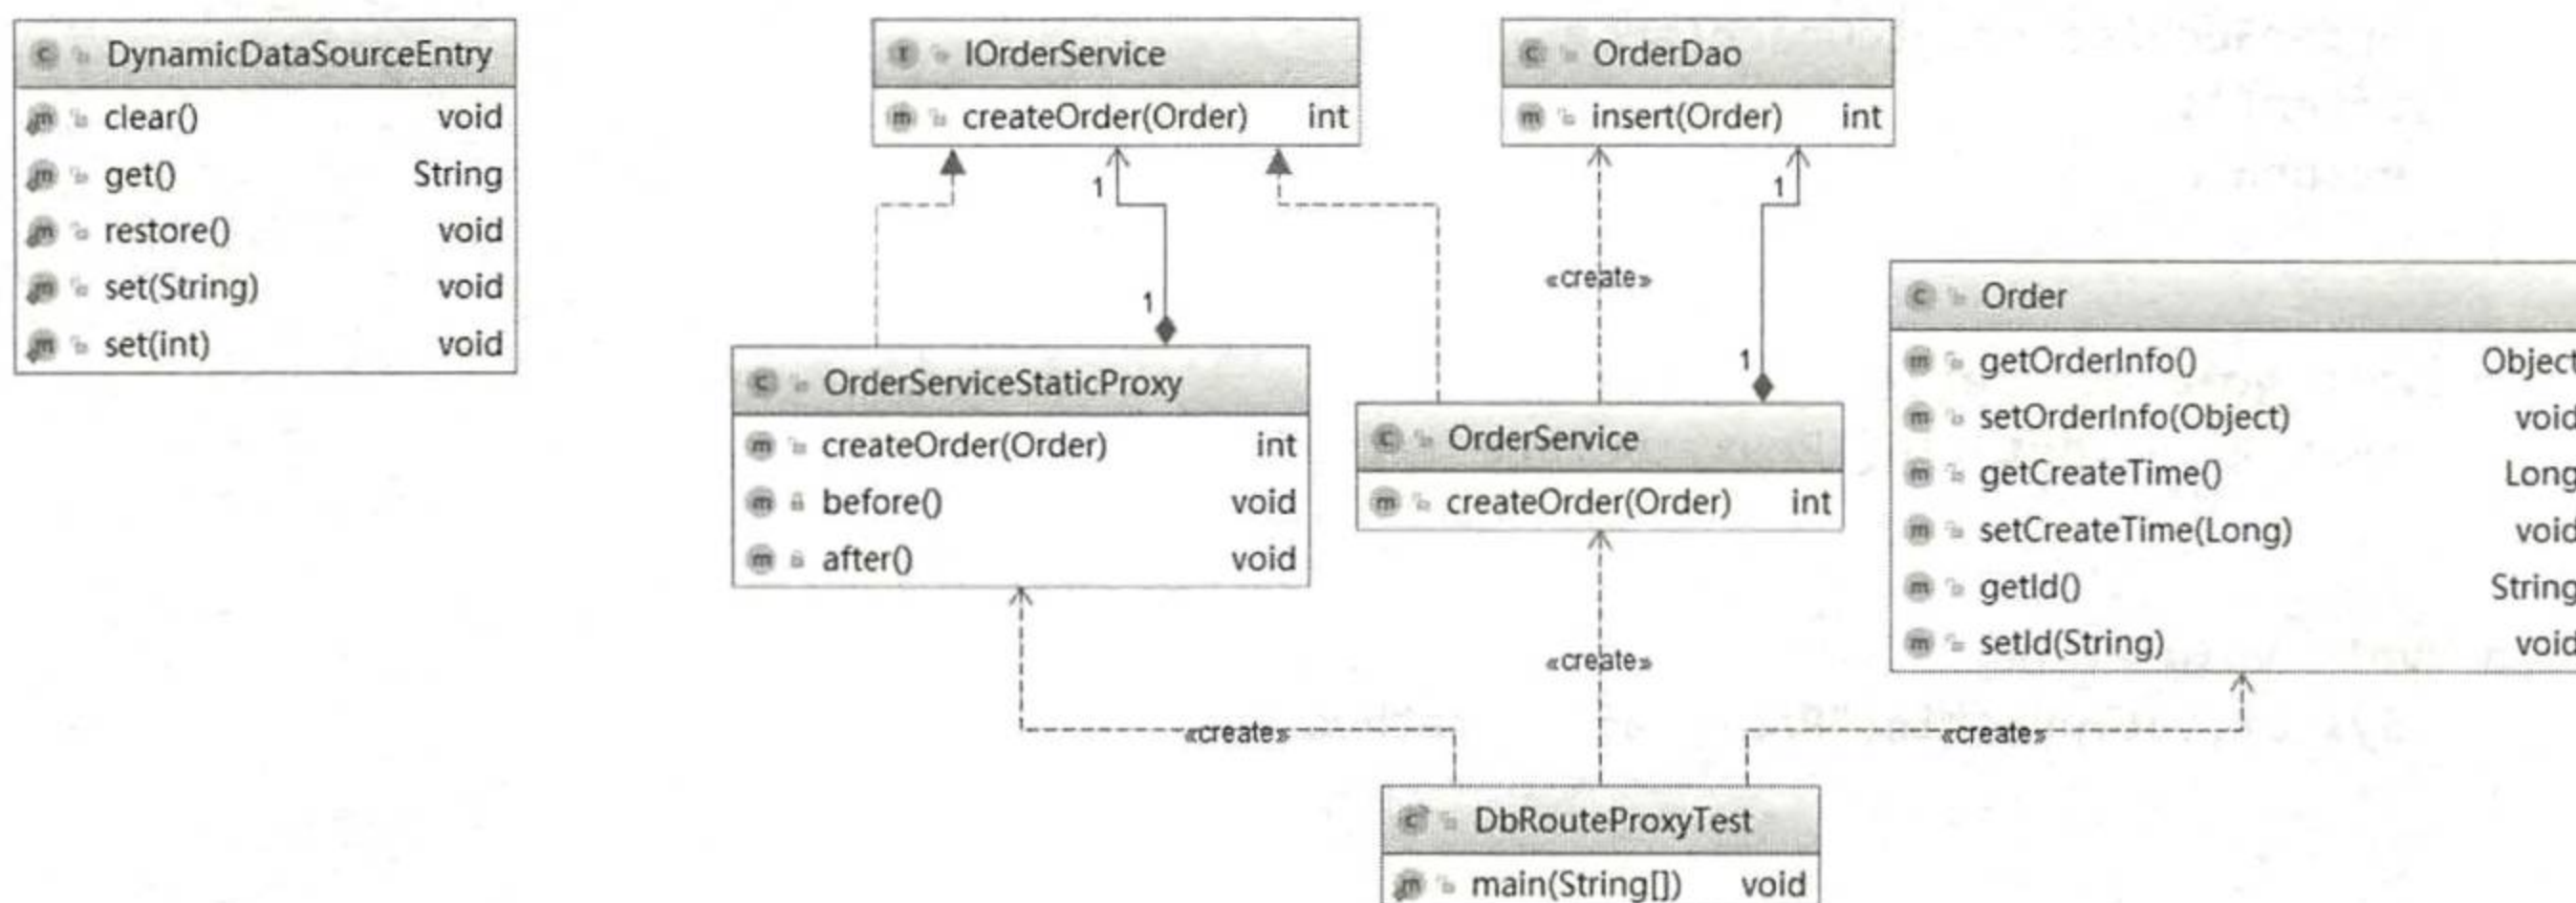 DynamicDataSourceEntry
clear() void
get() String
restore() void
set(String) void
set(int) void
IOrderService
createOrder(Order) int
OrderDao
insert(Order) int
1
1
«create»
1
1
OrderServiceStaticProxy
createOrder(Order) int
before() void
after() void
OrderService
createOrder(Order) int
Order
getOrderInfo() Object
setOrderInfo(Object) void
getCreateTime() Long
setCreateTime(Long) void
getId() String
setId(String) void
«create»
«create»
«create»
DbRouteProxyTest
main(String[]) void